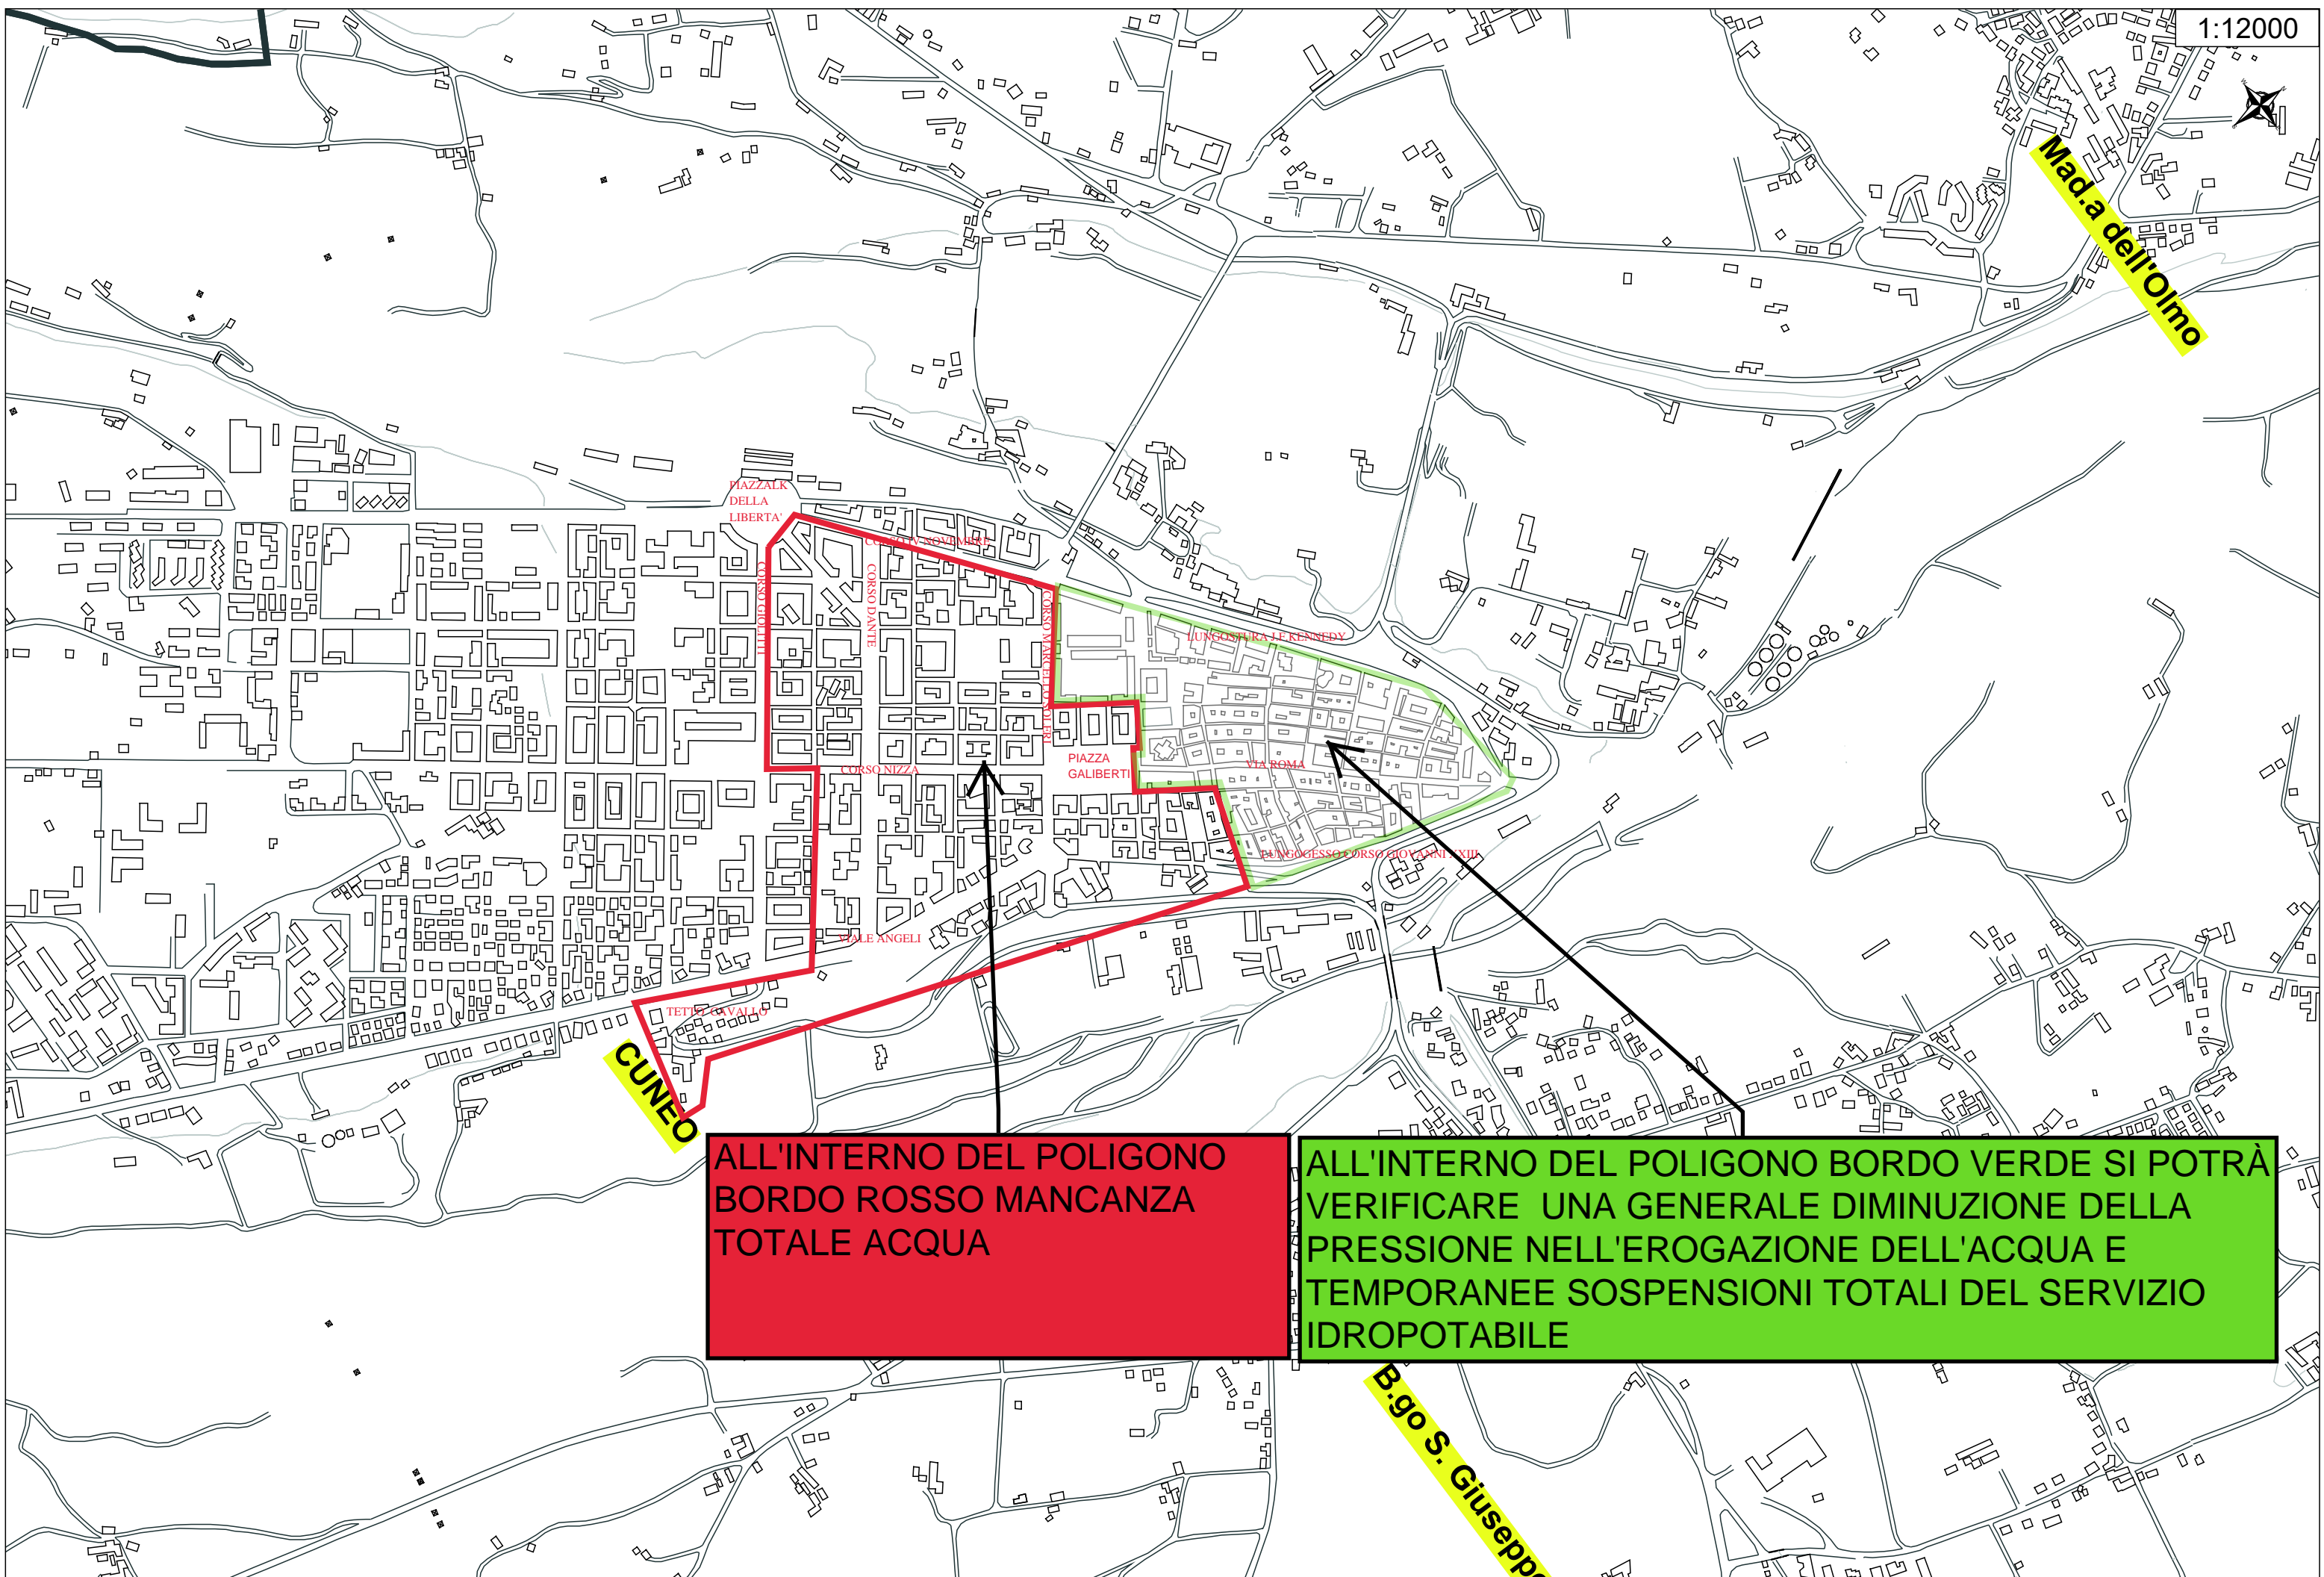 1:12000
Mad.a dell'Olmo
PIAZZALK
DELLA
LIBERTA'
CORSO IV NOVEMBRE
CORSO GIOLITTI
CORSO DANTE
CORSO MARCELLO SOLERI
LUNGOSTURA J.F.KENNEDY
PIAZZA
GALIBERTI
VIA ROMA
CORSO NIZZA
LUNGOGESSO CORSO GIOVANNI XXIII
VIALE ANGELI
TETTO CAVALLO
CUNEO
ALL'INTERNO DEL POLIGONO
BORDO ROSSO MANCANZA
TOTALE ACQUA
ALL'INTERNO DEL POLIGONO BORDO VERDE SI POTRÀ
VERIFICARE UNA GENERALE DIMINUZIONE DELLA
PRESSIONE NELL'EROGAZIONE DELL'ACQUA E
TEMPORANEE SOSPENSIONI TOTALI DEL SERVIZIO
IDROPOTABILE
B.go S. Giuseppe